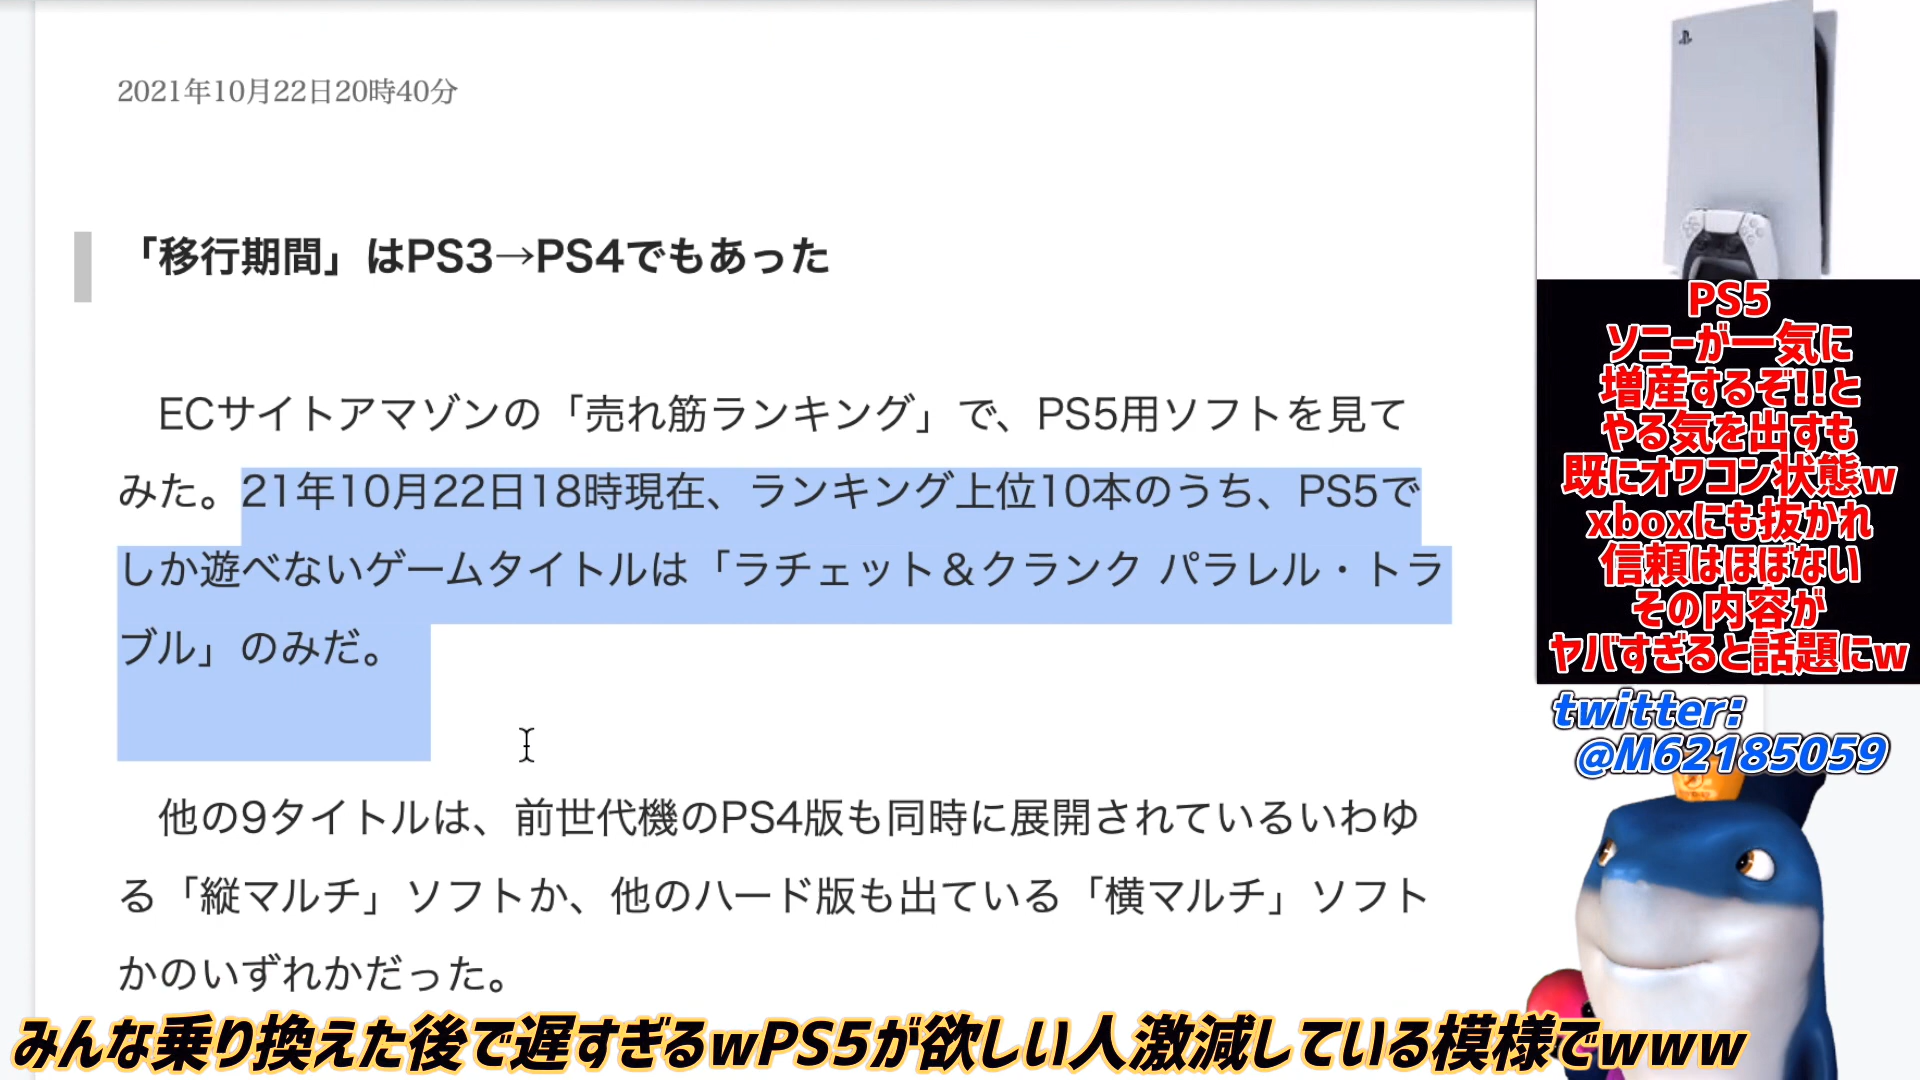 2021年10月22日20時40分
「移行期間」はPS3→PS4でもあった
ECサイトアマゾンの「売れ筋ランキング」で、PS5用ソフトを見て
みた。21年10月22日18時現在、ランキング上位10本のうち、PS5で
しか遊べないゲームタイトルは「ラチェット＆クランク パラレル・トラ
ブル」のみだ。
他の9タイトルは、前世代機のPS4版も同時に展開されているいわゆ
る「縦マルチ」ソフトか、他のハード版も出ている「横マルチ」ソフト
かのいずれかだった。
PS5
ソニーが一気に
増産するぞ!!と
やる気を出すも
既にオワコン状態w
xboxにも抜かれ
信頼はほぼない
その内容が
ヤバすぎると話題にw
twitter:
@M62185059
みんな乗り換えた後で遅すぎるwPS5が欲しい人激減している模様でwww